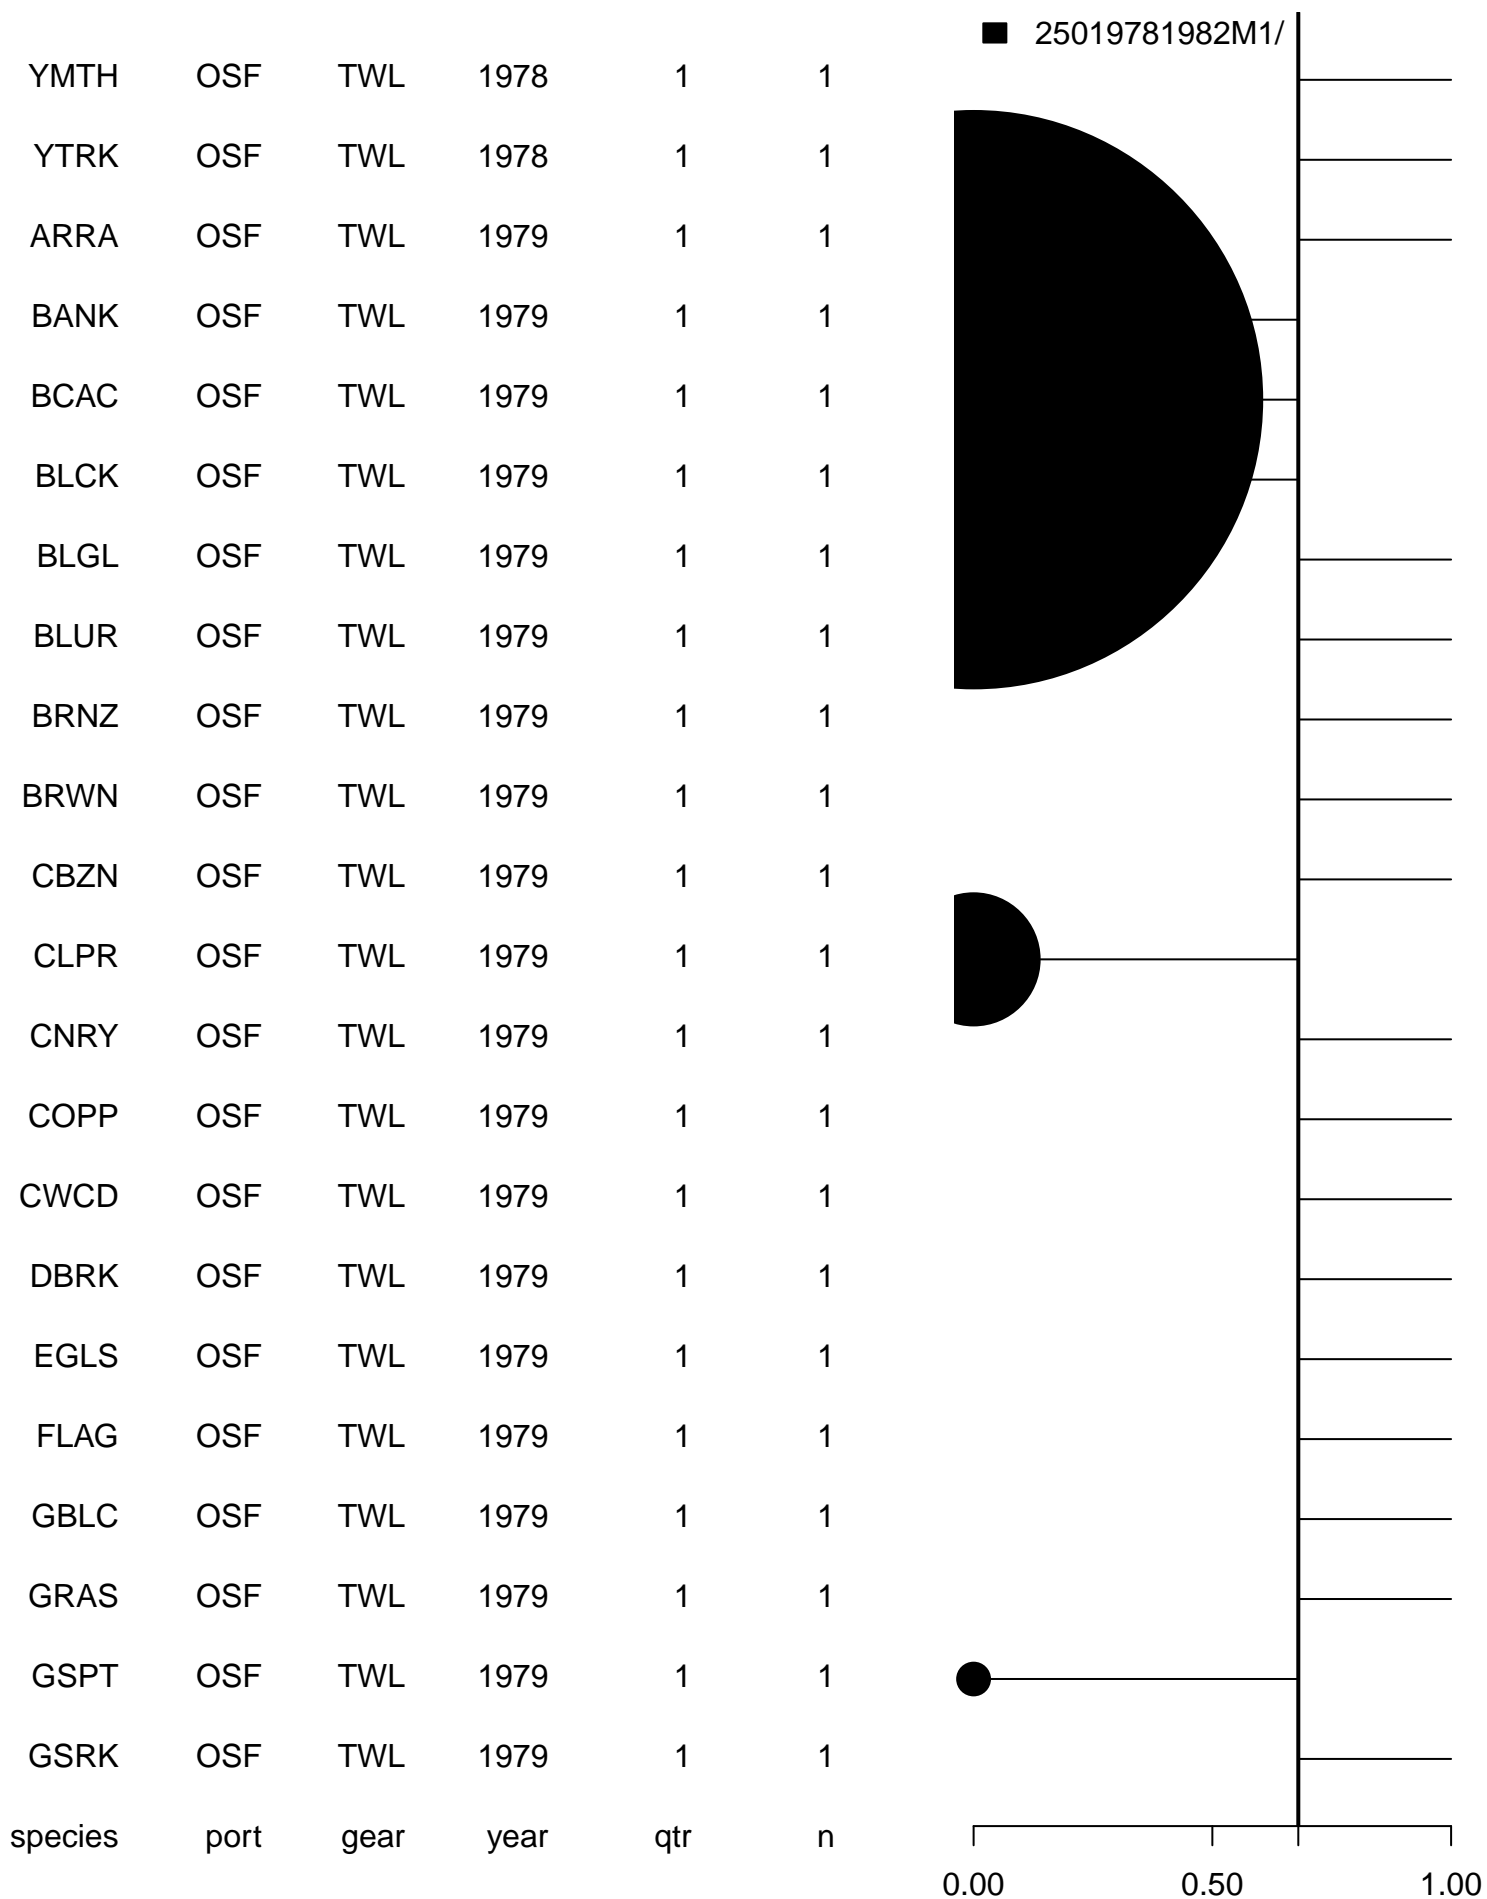 25019781982M1/
YMTH OSF TWL 1978 1 1
YTRK OSF TWL 1978 1 1
ARRA OSF TWL 1979 1 1
BANK OSF TWL 1979 1 1
BCAC OSF TWL 1979 1 1
BLCK OSF TWL 1979 1 1
BLGL OSF TWL 1979 1 1
BLUR OSF TWL 1979 1 1
BRNZ OSF TWL 1979 1 1
BRWN OSF TWL 1979 1 1
CBZN OSF TWL 1979 1 1
CLPR OSF TWL 1979 1 1
CNRY OSF TWL 1979 1 1
COPP OSF TWL 1979 1 1
CWCD OSF TWL 1979 1 1
DBRK OSF TWL 1979 1 1
EGLS OSF TWL 1979 1 1
FLAG OSF TWL 1979 1 1
GBLC OSF TWL 1979 1 1
GRAS OSF TWL 1979 1 1
GSPT OSF TWL 1979 1 1
GSRK OSF TWL 1979 1 1
species port gear year qtr n
0.00 0.50 1.00